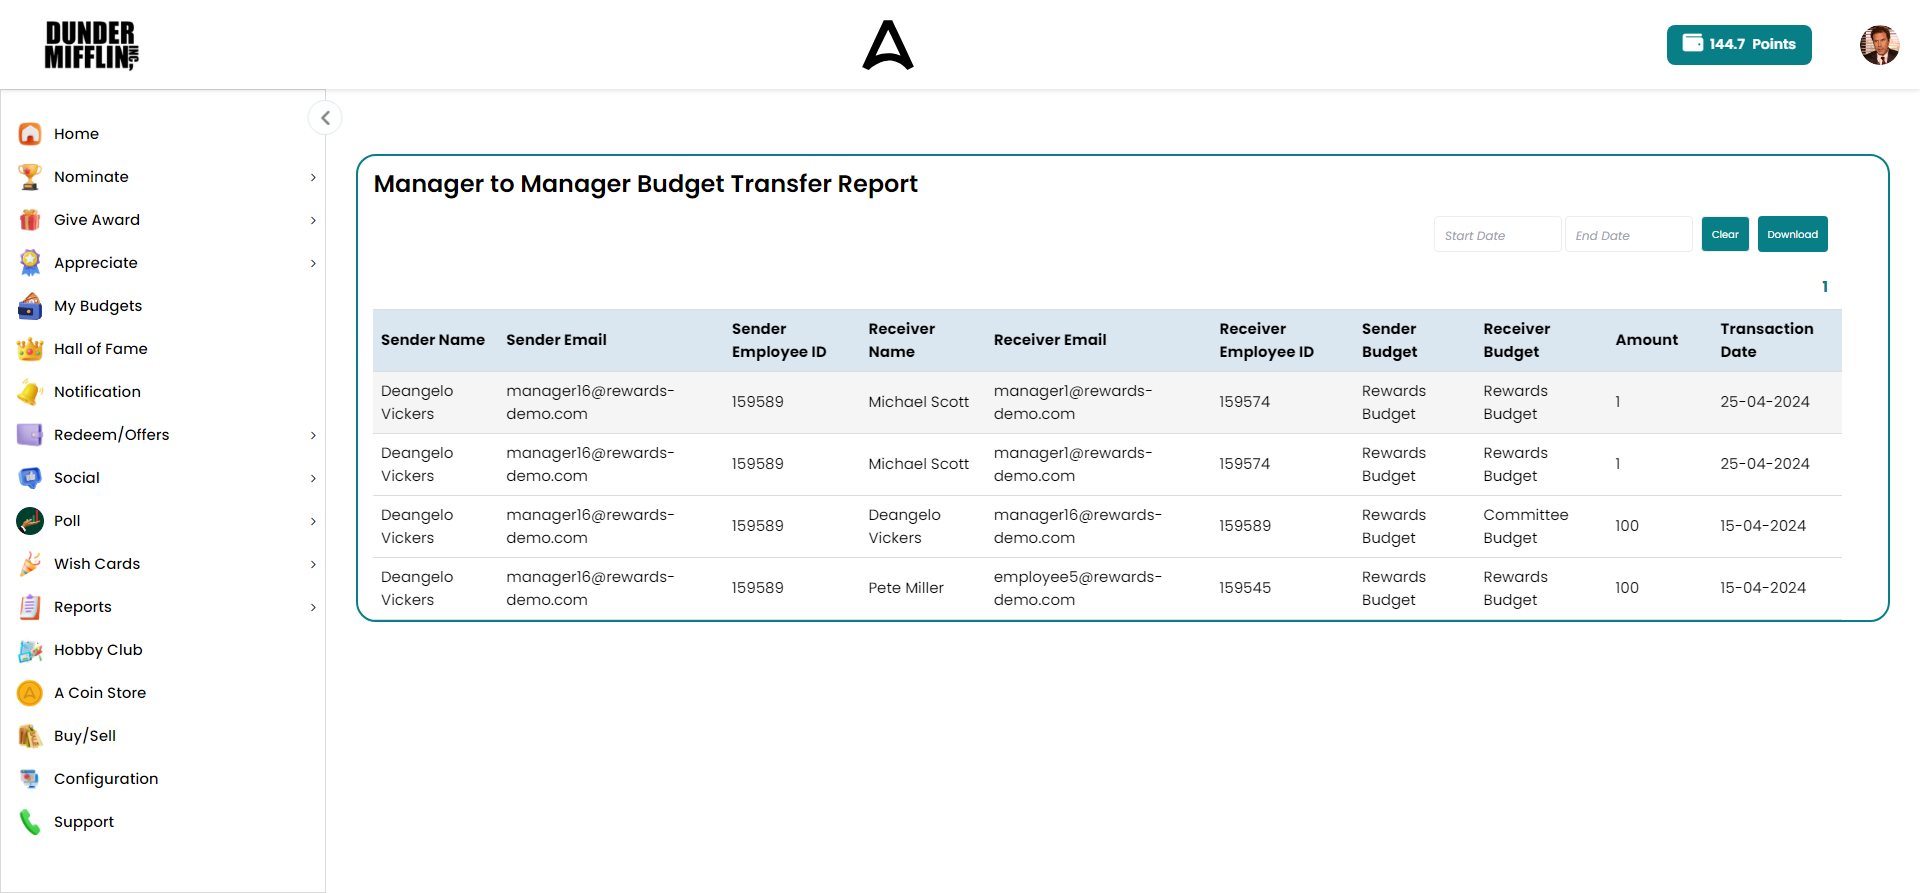 DUNDER
MIFFLIN INC,
144.7 Points
Home
Nominate
Give Award
Appreciate
My Budgets
Hall of Fame
Notification
Redeem/Offers
Social
Poll
Wish Cards
Reports
Hobby Club
A Coin Store
Buy/Sell
Configuration
Support
Manager to Manager Budget Transfer Report
Start Date End Date Clear Download
1
Sender Name Sender Email Sender Employee ID Receiver Name Receiver Email Receiver Employee ID Sender Budget Receiver Budget Amount Transaction Date
Deangelo Vickers manager16@rewards-demo.com 159589 Michael Scott manager1@rewards-demo.com 159574 Rewards Budget Rewards Budget 1 25-04-2024
Deangelo Vickers manager16@rewards-demo.com 159589 Michael Scott manager1@rewards-demo.com 159574 Rewards Budget Rewards Budget 1 25-04-2024
Deangelo Vickers manager16@rewards-demo.com 159589 Deangelo Vickers manager16@rewards-demo.com 159589 Rewards Budget Committee Budget 100 15-04-2024
Deangelo Vickers manager16@rewards-demo.com 159589 Pete Miller employee5@rewards-demo.com 159545 Rewards Budget Rewards Budget 100 15-04-2024